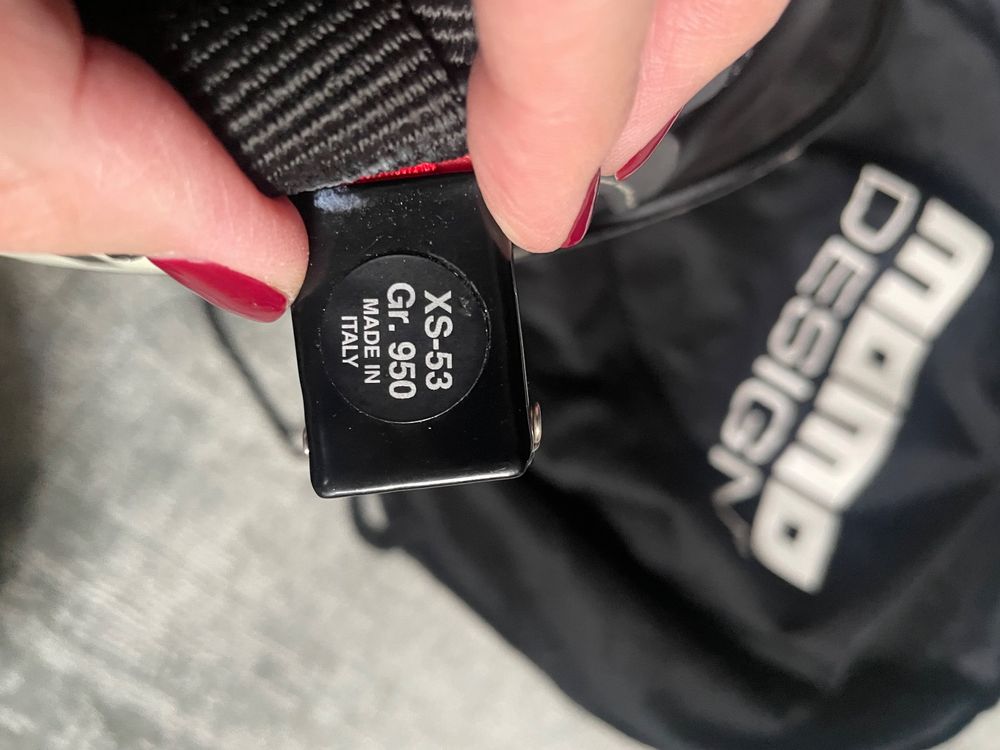 XS-53
Gr. 950
MADE IN
ITALY
momo
DESIGN